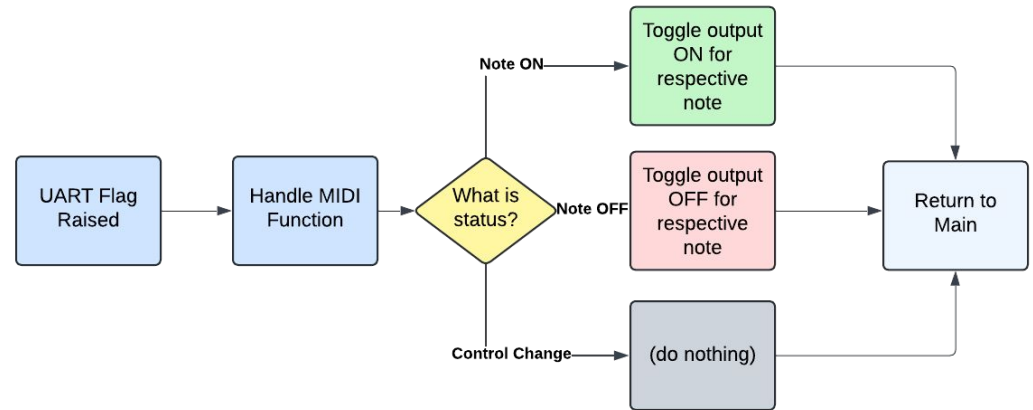 UART Flag
Raised
Handle MIDI
Function
What is
status?
Note ON
Toggle output
ON for
respective
note
Note OFF
Toggle output
OFF for
respective
note
Control Change
(do nothing)
Return to
Main